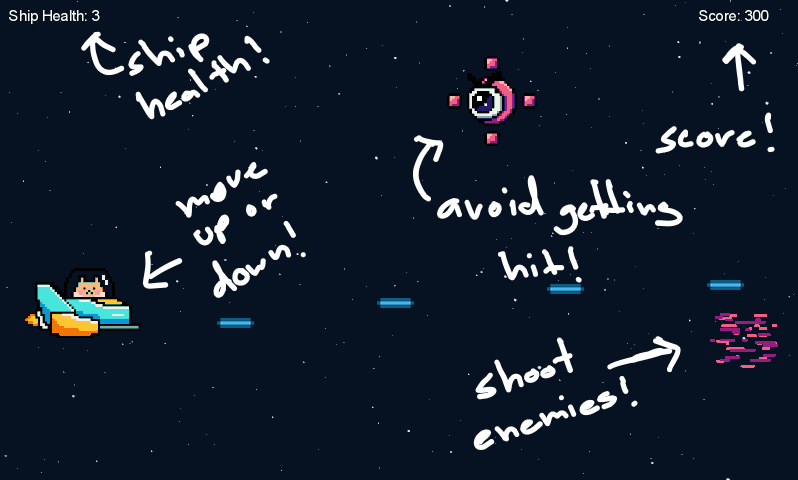 Ship Health: 3
Score: 300
ship
health!
score!
move
up or
down!
avoid getting
hit!
shoot
enemies!